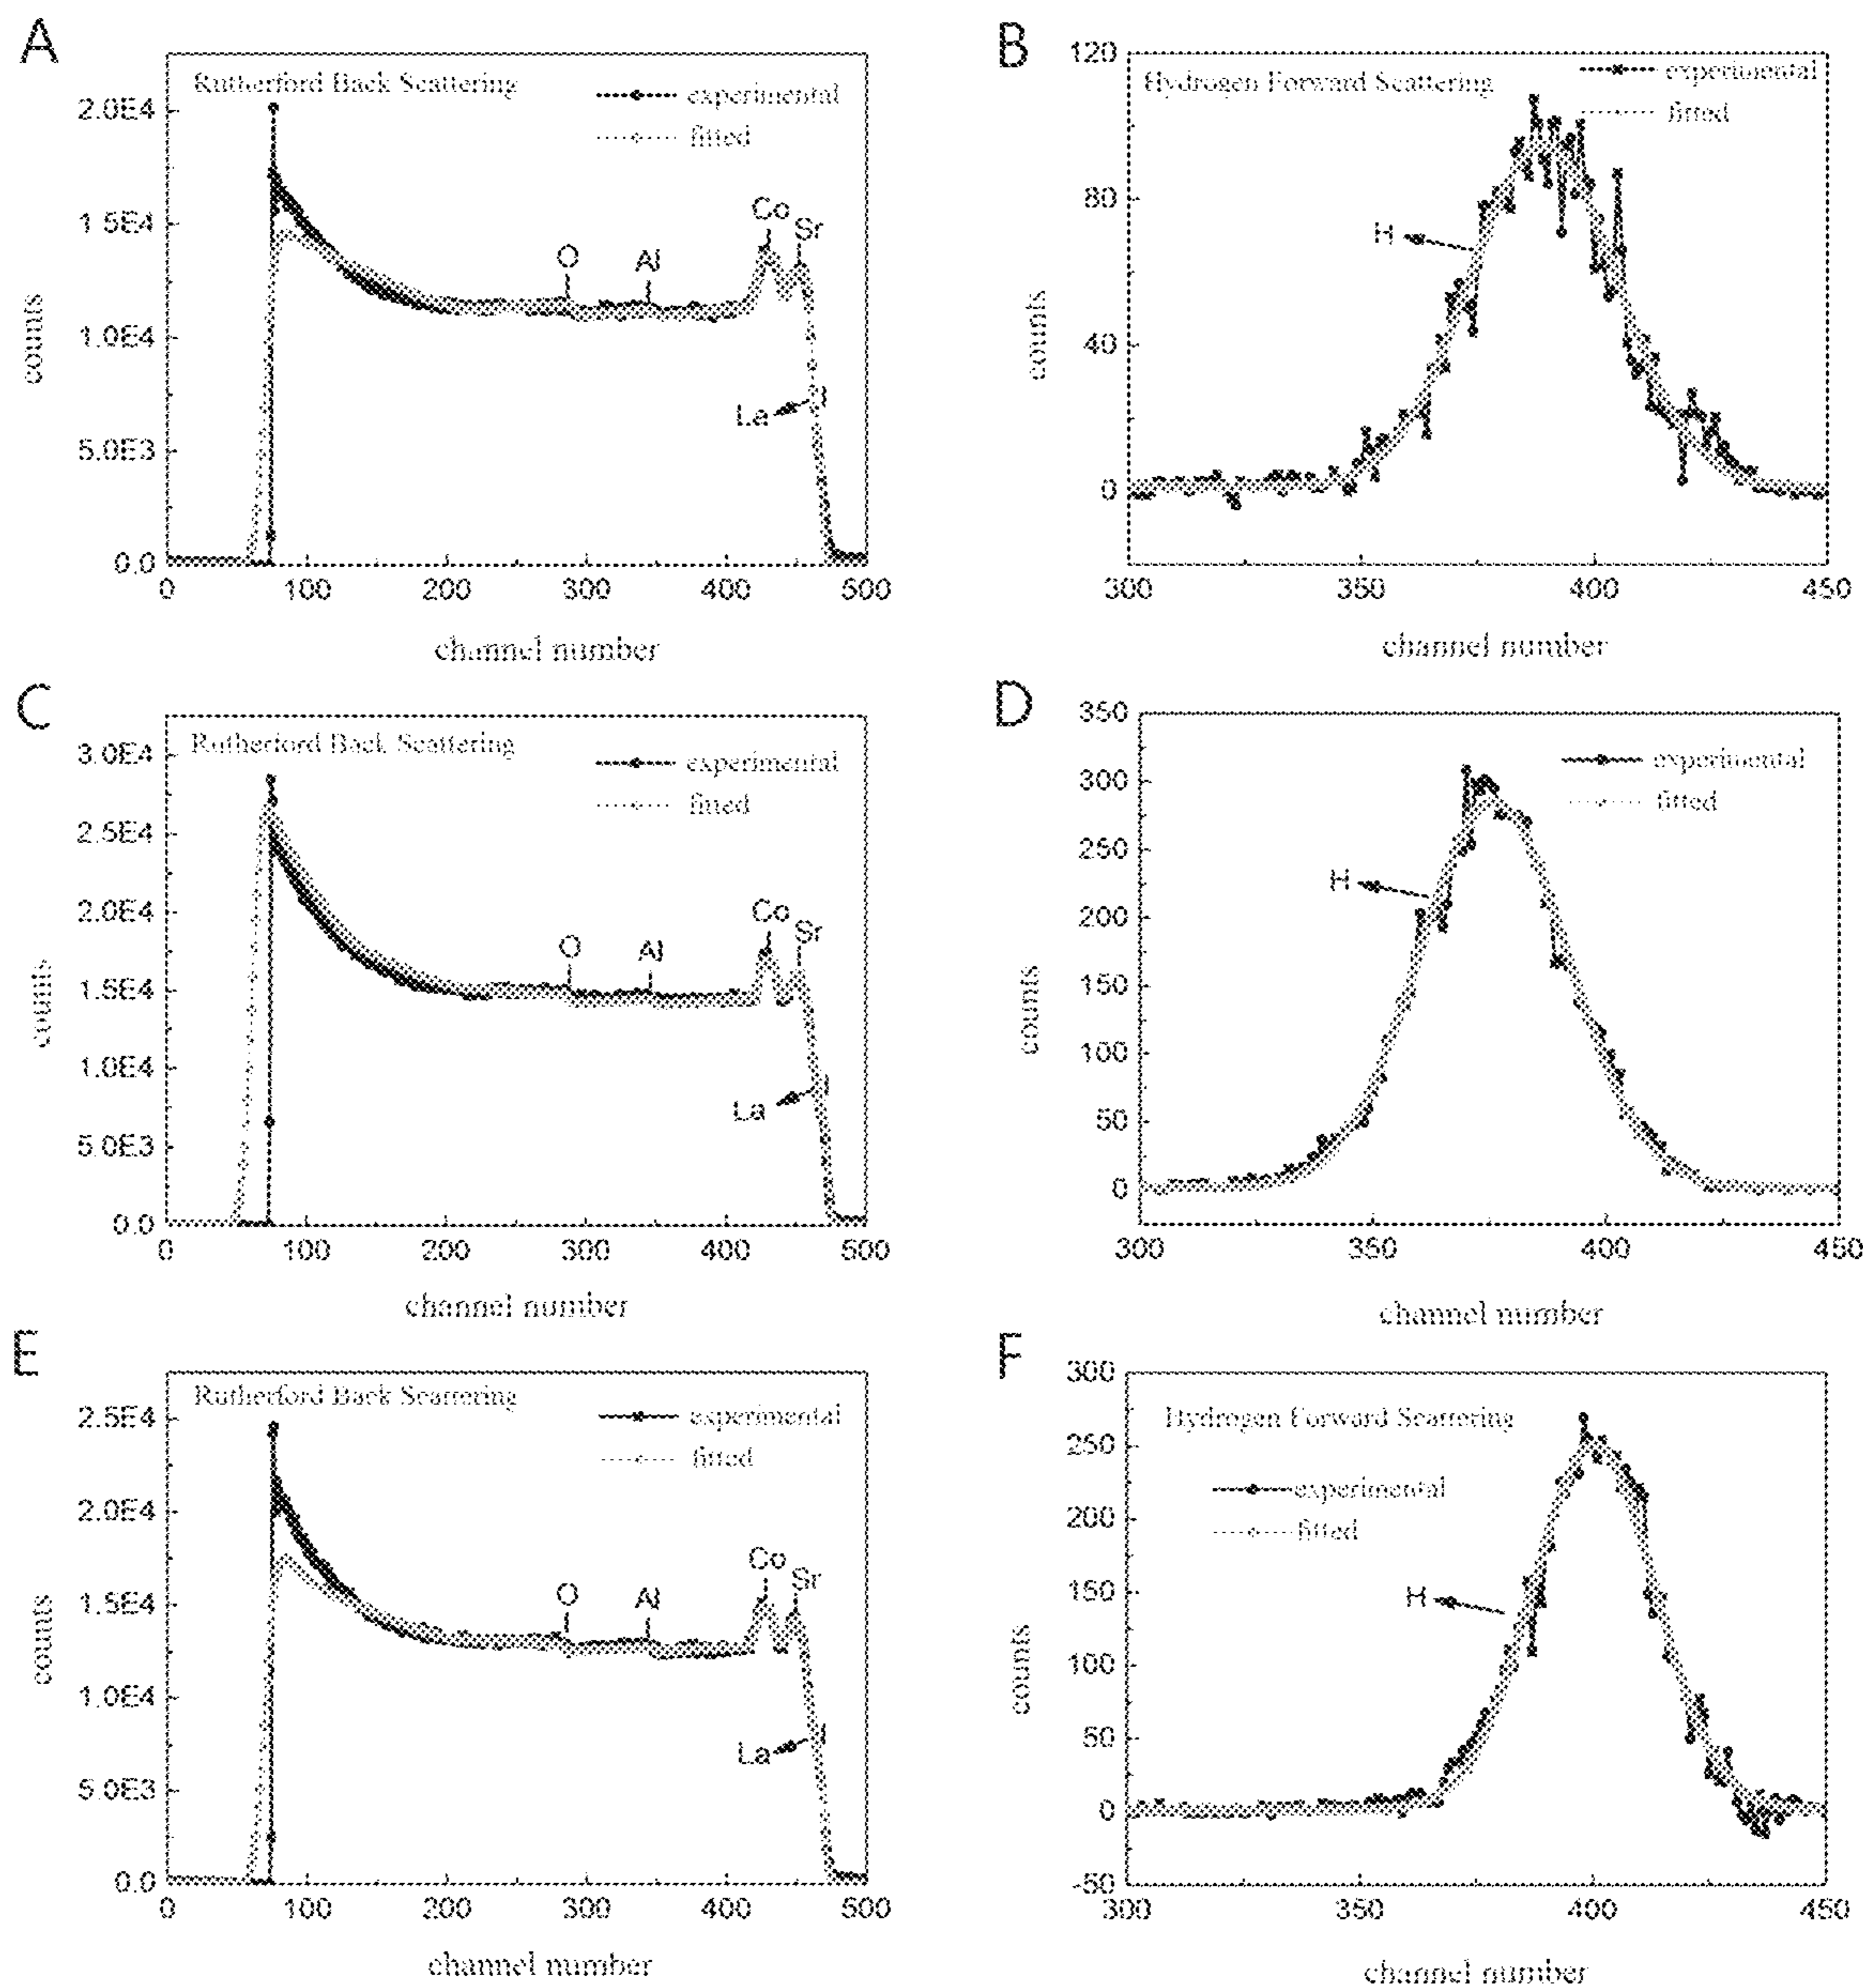 A
Rutherford Back Scattering
experimental
fitted
2.0E4
1.5E4
1.0E4
5.0E3
0.0
counts
Co
Sr
O
Al
La
0 100 200 300 400 500
channel number
B
Hydrogen Forward Scattering
experimental
fitted
120
80
40
0
counts
H
300 350 400 450
channel number
C
Rutherford Back Scattering
experimental
fitted
3.0E4
2.5E4
2.0E4
1.5E4
1.0E4
5.0E3
0.0
counts
Co
Sr
O
Al
La
0 100 200 300 400 500
channel number
D
experimental
fitted
350
300
250
200
150
100
50
0
counts
H
300 350 400 450
channel number
E
Rutherford Back Scattering
experimental
fitted
2.5E4
2.0E4
1.5E4
1.0E4
5.0E3
0.0
counts
Co
Sr
O
Al
La
0 100 200 300 400 500
channel number
F
Hydrogen Forward Scattering
experimental
fitted
300
250
200
150
100
50
0
-50
counts
H
300 350 400 450
channel number